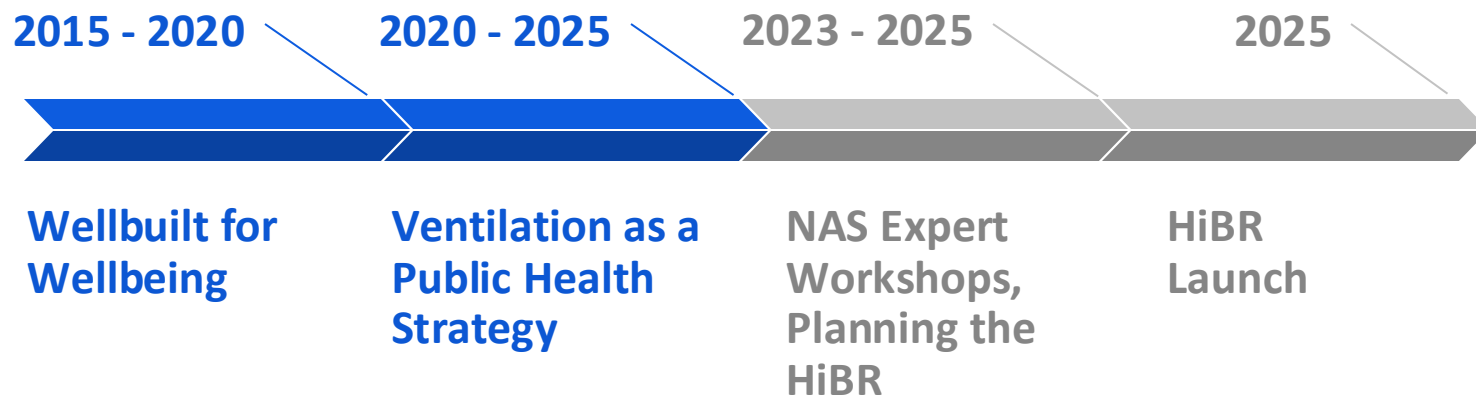 2015 - 2020
2020 - 2025
2023 - 2025
2025
Wellbuilt for
Wellbeing
Ventilation as a
Public Health
Strategy
NAS Expert
Workshops,
Planning the
HiBR
HiBR
Launch